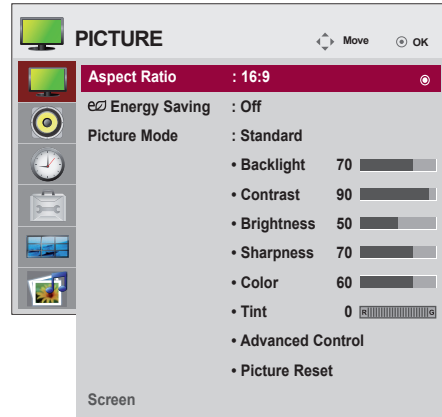 PICTURE
Move
OK
Aspect Ratio : 16:9
Energy Saving : Off
Picture Mode : Standard
• Backlight 70
• Contrast 90
• Brightness 50
• Sharpness 70
• Color 60
• Tint 0 R G
• Advanced Control
• Picture Reset
Screen